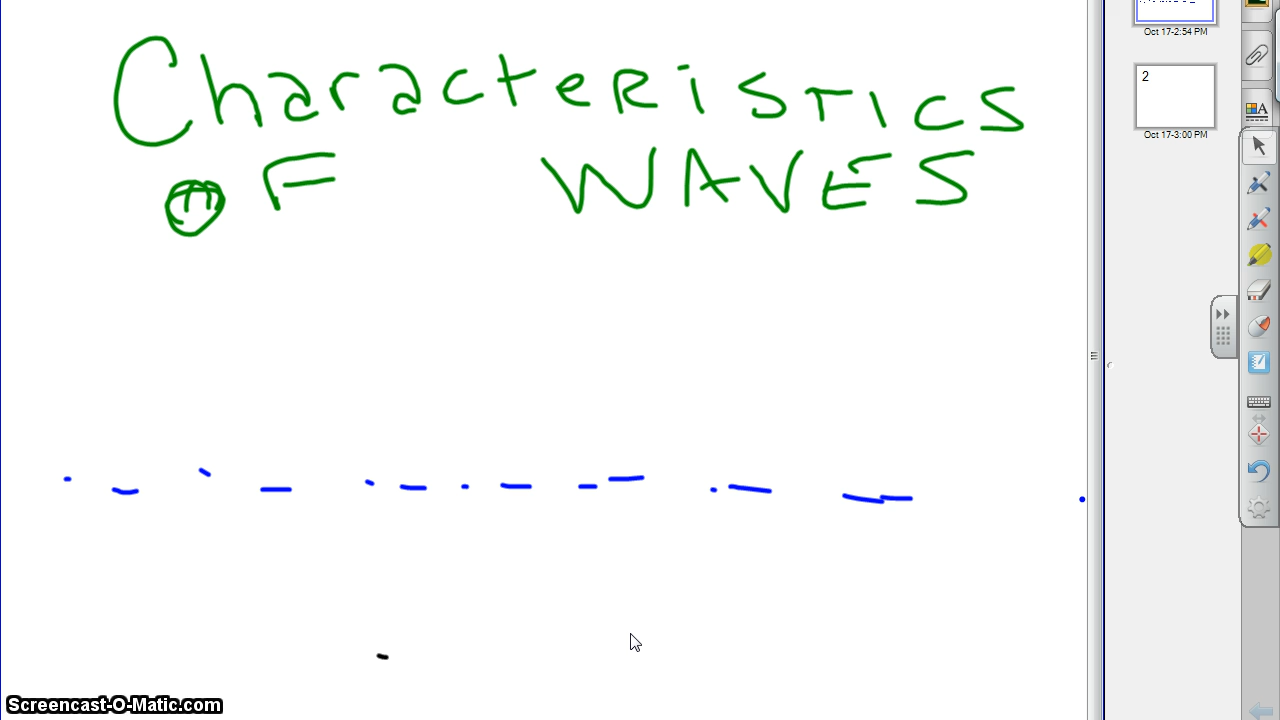 CharacteRiSTICS
OF WAVES
Oct 17-2:54 PM
2
Oct 17-3:00 PM
A
Screencast-O-Matic.com